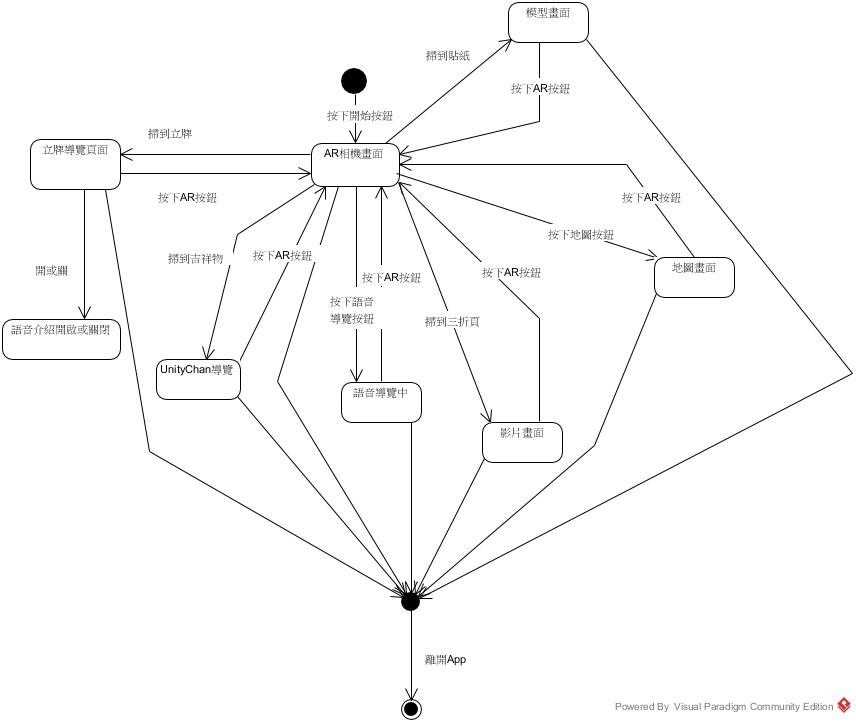 模型畫面
掃到貼紙
按下AR按鈕
按下開始按鈕
掃到立牌
AR相機畫面
立牌導覽頁面
按下AR按鈕
按下AR按鈕
按下地圖按鈕
掃到吉祥物
按下AR按鈕
按下AR按鈕
按下AR按鈕
地圖畫面
開或關
按下語音
導覽按鈕
掃到三折頁
語音介紹開啟或關閉
UnityChan導覽
語音導覽中
影片畫面
離開App
Powered By Visual Paradigm Community Edition